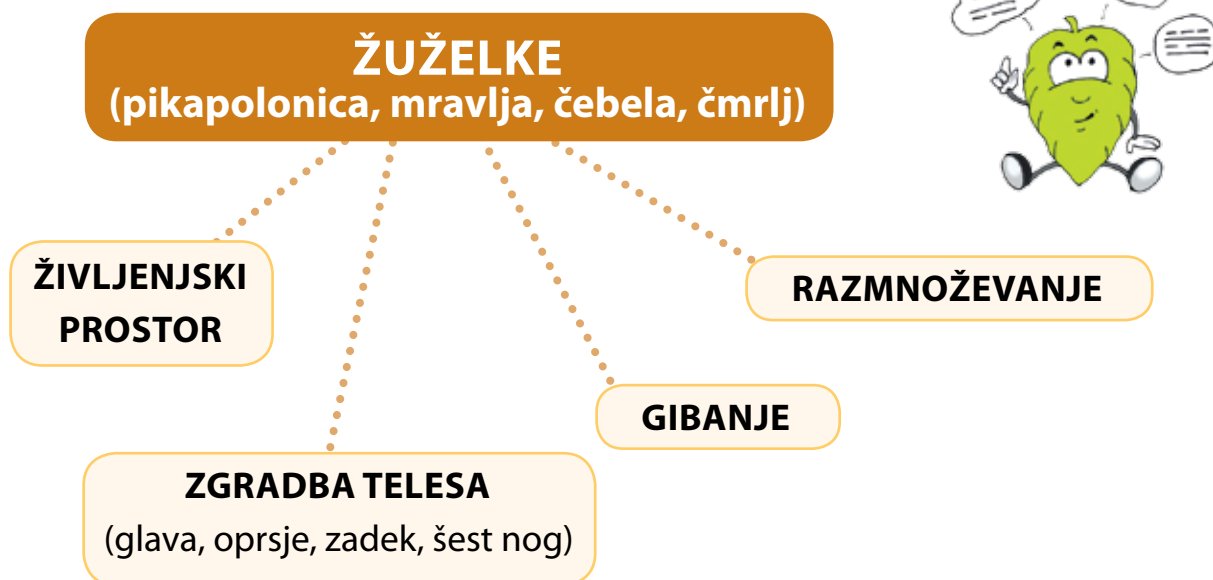 ŽUŽELKE
(pikapolonica, mravlja, čebela, čmrlj)
ŽIVLJENJSKI
PROSTOR
RAZMNOŽEVANJE
GIBANJE
ZGRADBA TELESA
(glava, oprsje, zadek, šest nog)